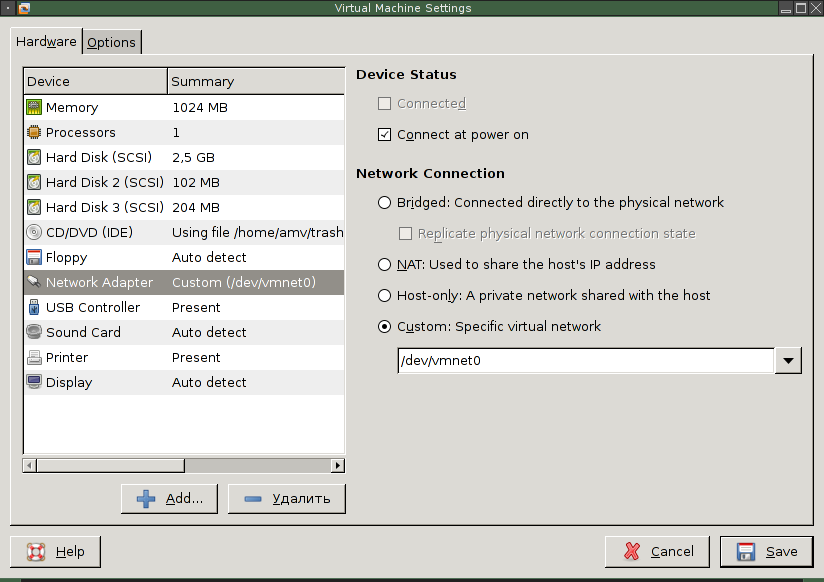 Virtual Machine Settings
Hardware Options
Device Summary
Memory 1024 MB
Processors 1
Hard Disk (SCSI) 2,5 GB
Hard Disk 2 (SCSI) 102 MB
Hard Disk 3 (SCSI) 204 MB
CD/DVD (IDE) Using file /home/amv/trash
Floppy Auto detect
Network Adapter Custom (/dev/vmnet0)
USB Controller Present
Sound Card Auto detect
Printer Present
Display Auto detect
Add... Удалить
Device Status
Connected
Connect at power on
Network Connection
Bridged: Connected directly to the physical network
Replicate physical network connection state
NAT: Used to share the host's IP address
Host-only: A private network shared with the host
Custom: Specific virtual network
/dev/vmnet0
Help Cancel Save